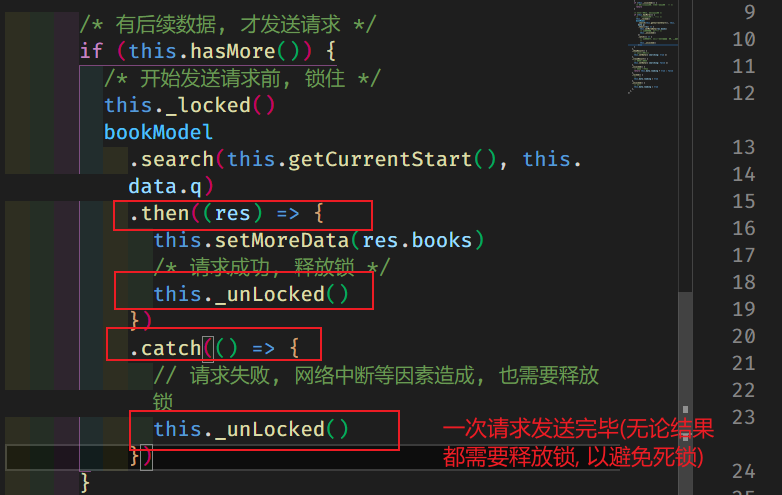 /* 有后续数据, 才发送请求 */
if (this.hasMore()) {
/* 开始发送请求前, 锁住 */
this._locked()
bookModel
.search(this.getCurrentStart(), this.
data.q)
.then((res) => {
this.setMoreData(res.books)
/* 请求成功, 释放锁 */
this._unLocked()
})
.catch(() => {
// 请求失败, 网络中断等因素造成, 也需要释放
锁
this._unLocked()
})
}
一次请求发送完毕(无论结果
都需要释放锁, 以避免死锁)
9
10
11
12
13
14
15
16
17
18
19
20
21
22
23
24